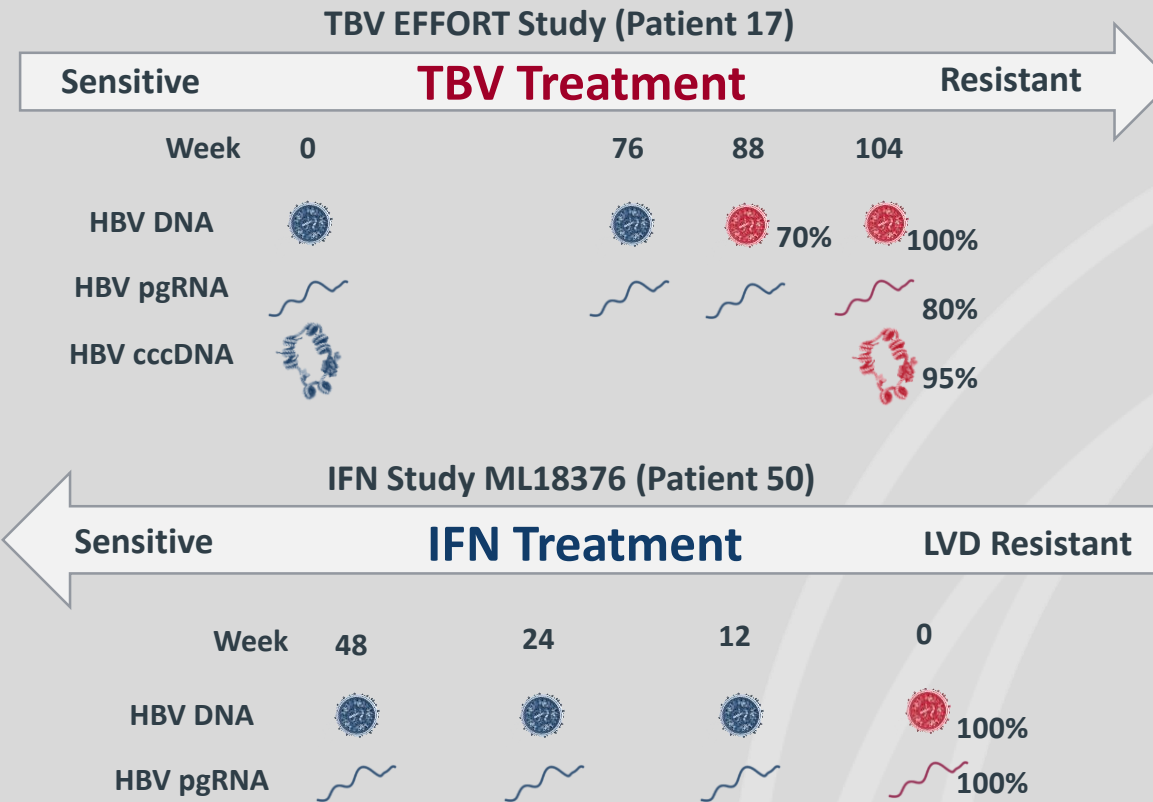 TBV EFFORT Study (Patient 17)
Sensitive TBV Treatment Resistant
Week 0 76 88 104
HBV DNA 70% 100%
HBV pgRNA 80%
HBV cccDNA 95%
IFN Study ML18376 (Patient 50)
Sensitive IFN Treatment LVD Resistant
Week 48 24 12 0
HBV DNA 100%
HBV pgRNA 100%